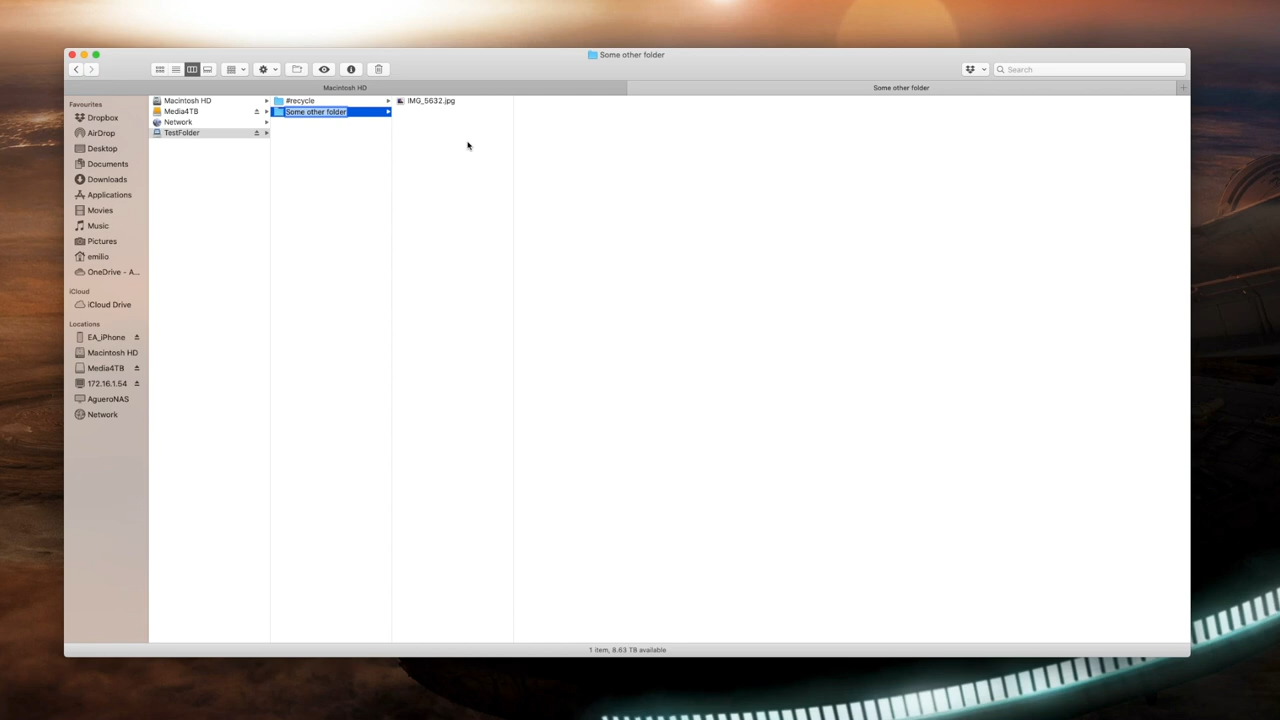 Some other folder
Search
Macintosh HD
Some other folder
Favourites
Dropbox
AirDrop
Desktop
Documents
Downloads
Applications
Movies
Music
Pictures
emilio
OneDrive - A...
iCloud
iCloud Drive
Locations
EA_iPhone
Macintosh HD
Media4TB
172.16.1.54
AgueroNAS
Network
Macintosh HD
Media4TB
Network
TestFolder
#recycle
Some other folder
IMG_5632.jpg
1 item, 8.63 TB available